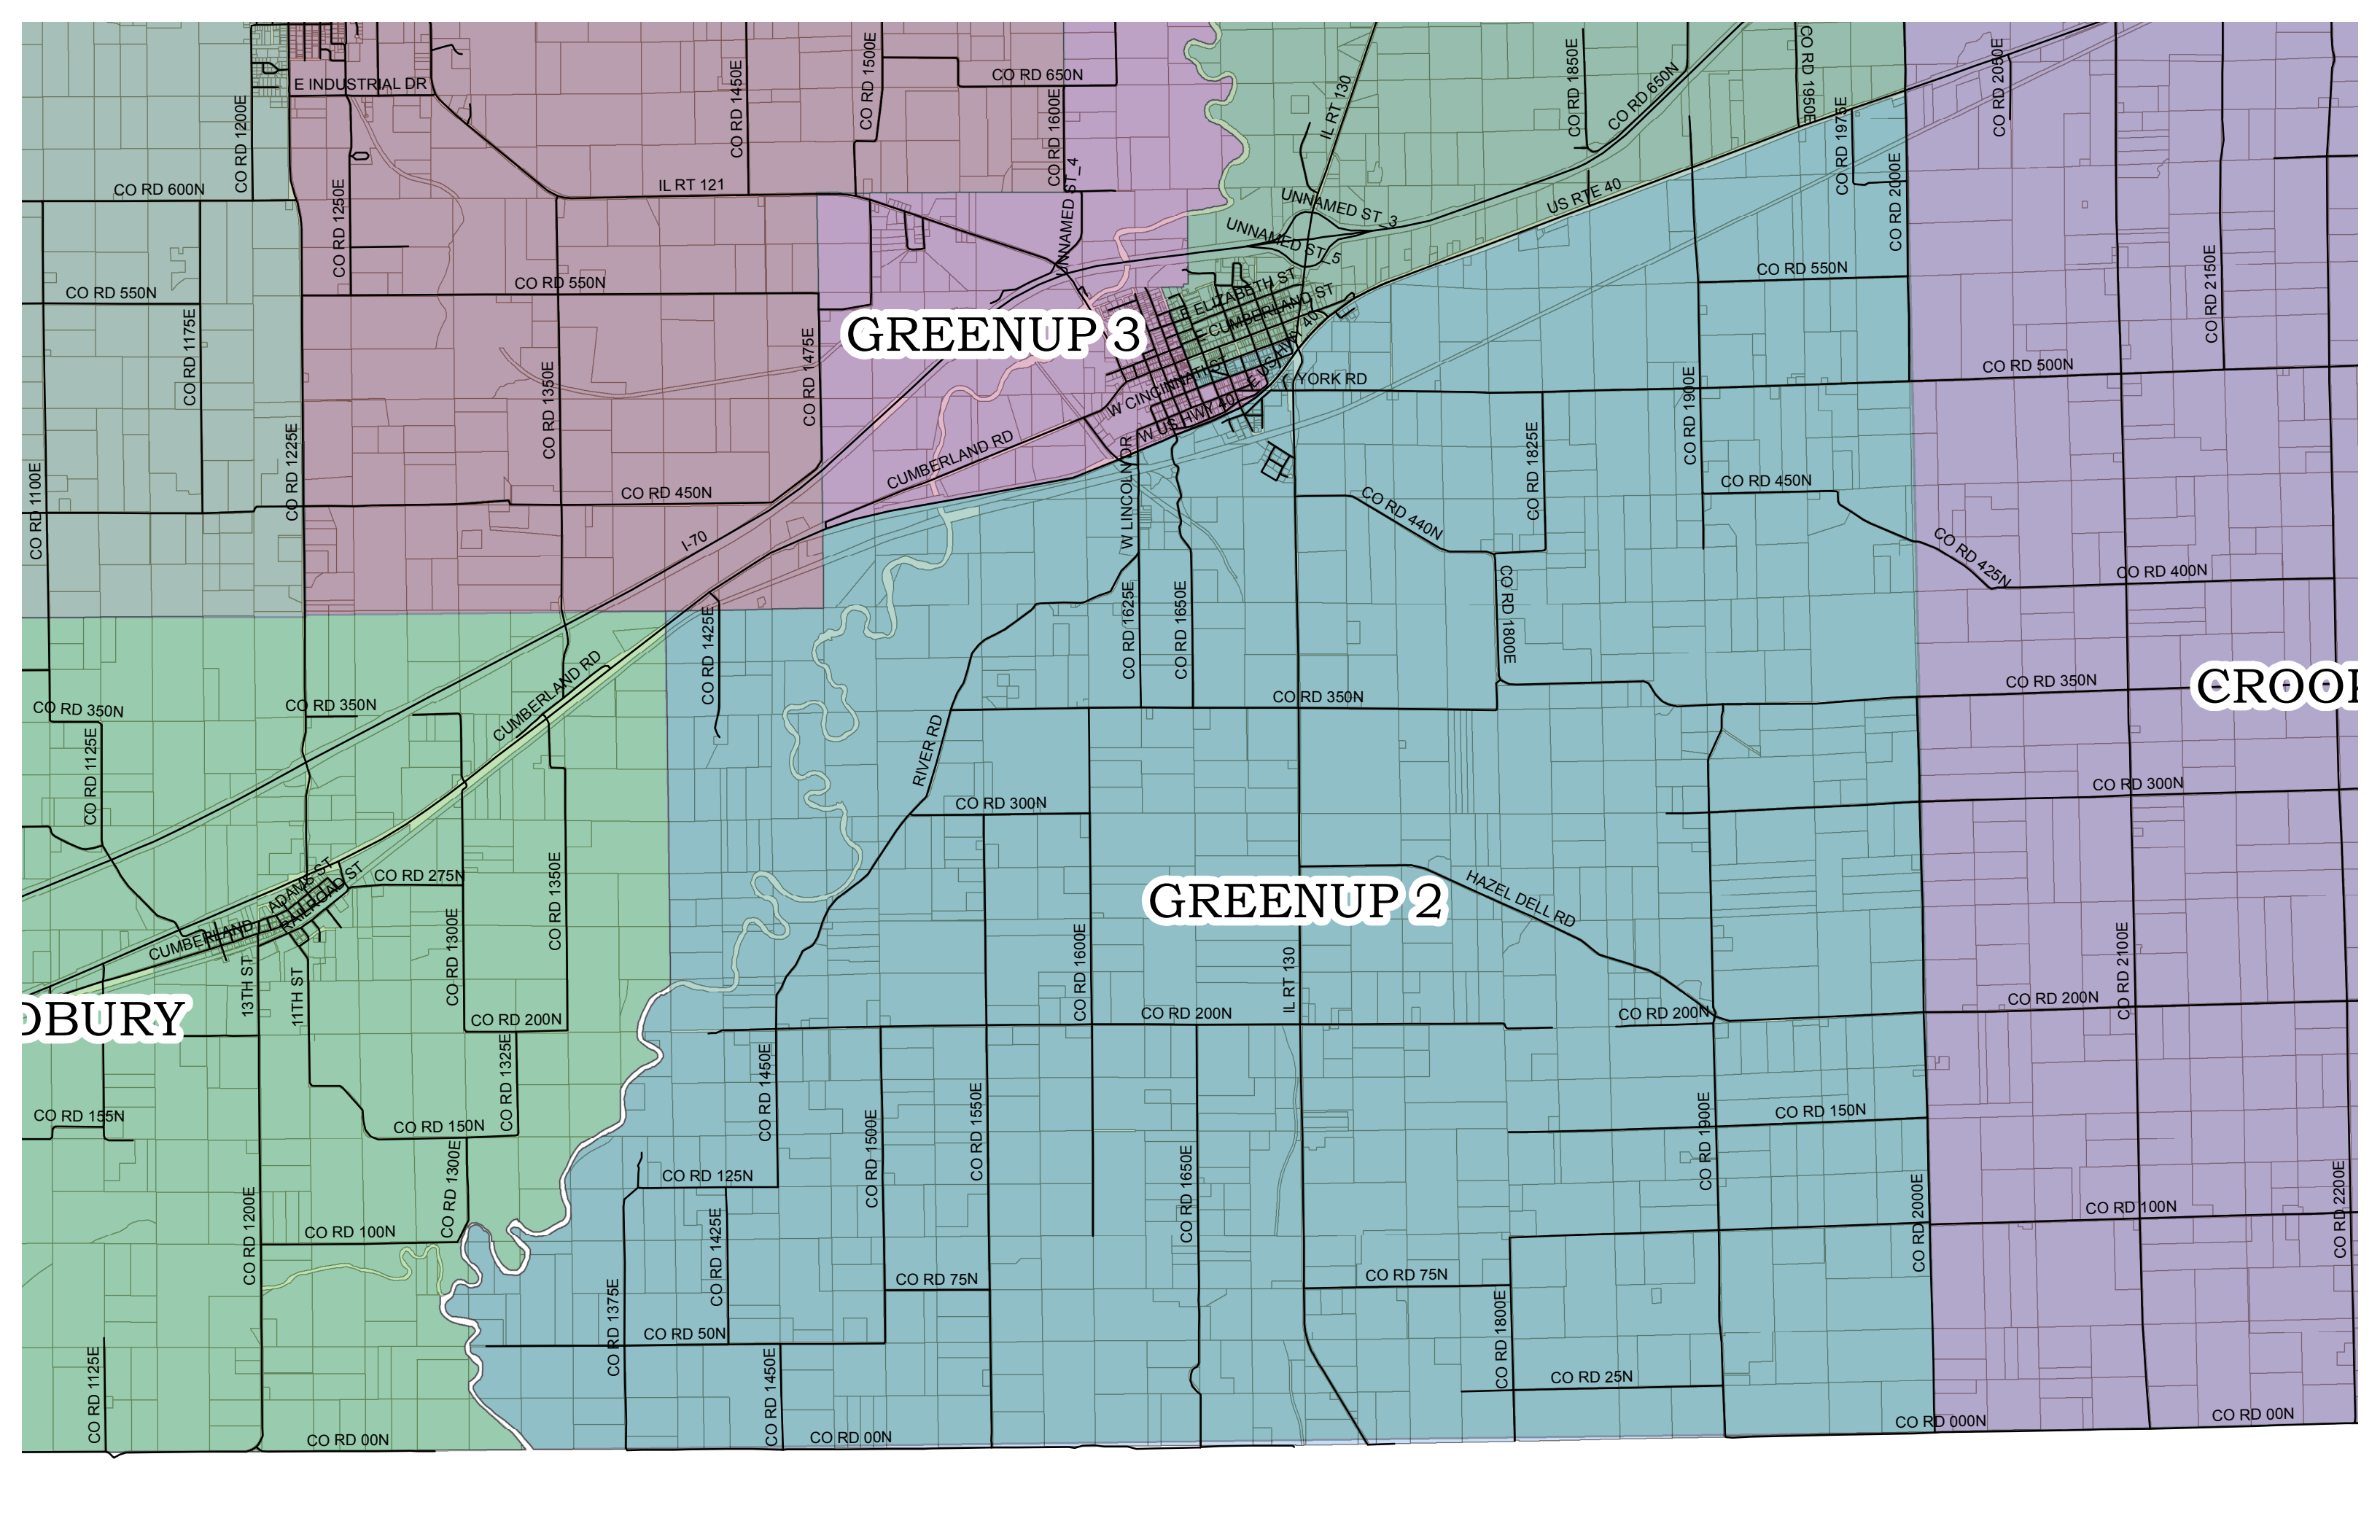 CO RD 1500E
CO RD 1850E
CO RD 1950E
CO RD 2050E
CO RD 650N
CO RD 650N
E INDUSTRIAL DR
CO RD 1450E
CO RD 1600E
IL RT 130
CO RD 1200E
CO RD 1975E
CO RD 600N
CO RD 1250E
IL RT 121
UNNAMED ST_4
UNNAMED ST_3
US RTE 40
CO RD 2000E
UNNAMED ST_5
CO RD 550N
CO RD 550N
CO RD 550N
CO RD 2150E
CO RD 1175E
CO RD 1475E
GREENUP 3
E ELIZABETH ST
E CUMBERLAND ST
E US HWY 40
CO RD 1350E
W CINCINNATI ST
YORK RD
CO RD 500N
W US HWY 40
CO RD 1900E
CO RD 1100E
CO RD 1225E
CUMBERLAND RD
W LINCOLN DR
CO RD 1825E
CO RD 450N
CO RD 450N
CO RD 440N
I-70
CO RD 425N
CO RD 400N
CO RD 1425E
CO RD 1625E
CO RD 1650E
CO RD 1800E
CO RD 350N
CO RD 350N
CUMBERLAND RD
CO RD 350N
CO RD 350N
CROOK
CO RD 1125E
RIVER RD
CO RD 300N
CO RD 300N
CO RD 275N
ADAMS ST
RAILROAD ST
CO RD 1350E
GREENUP 2
HAZEL DELL RD
CUMBERLAND
CO RD 1300E
13TH ST
11TH ST
CO RD 1600E
IL RT 130
CO RD 2100E
DBURY
CO RD 200N
CO RD 200N
CO RD 200N
CO RD 200N
CO RD 1325E
CO RD 1450E
CO RD 155N
CO RD 150N
CO RD 1500E
CO RD 1550E
CO RD 1900E
CO RD 150N
CO RD 1300E
CO RD 125N
CO RD 1650E
CO RD 1200E
CO RD 100N
CO RD 1425E
CO RD 2000E
CO RD 100N
CO RD 2200E
CO RD 75N
CO RD 75N
CO RD 1375E
CO RD 1800E
CO RD 50N
CO RD 1125E
CO RD 1450E
CO RD 25N
CO RD 00N
CO RD 00N
CO RD 000N
CO RD 00N